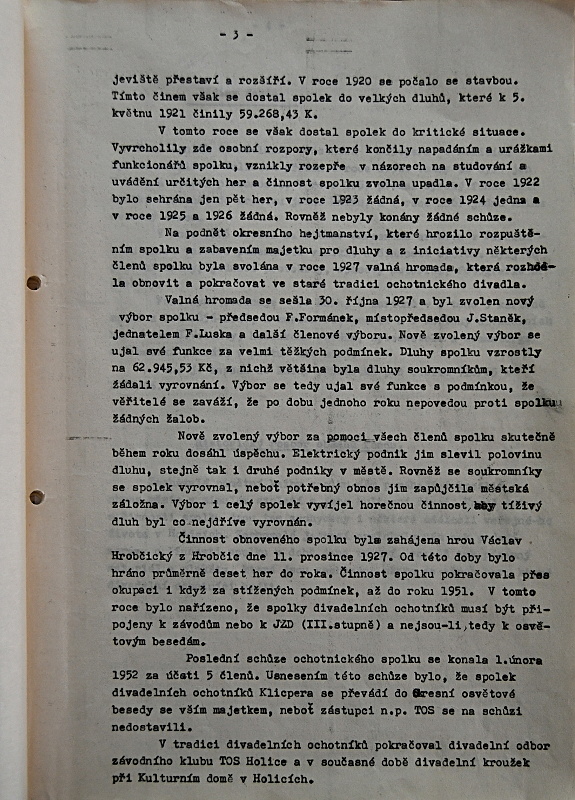 - 3 -
jeviště přestaví a rozšíří. V roce 1920 se počalo se stavbou.
Tímto činem však se dostal spolek do velkých dluhů, které k 5.
květnu 1921 činily 59.268,43 K.
V tomto roce se však dostal spolek do kritické situace.
Vyvrcholily zde osobní rozpory, které končily napadáním a urážkami
funkcionářů spolku, vznikly rozepře v názorech na studování a
uvádění určitých her a činnost spolku zvolna upadla. V roce 1922
bylo sehrána jen pět her, v roce 1923 žádná, v roce 1924 jedna a
v roce 1925 a 1926 žádná. Rovněž nebyly konány žádné schůze.
Na podnět okresního hejtmanství, které hrozilo rozpuště-
ním spolku a zabavením majetku pro dluhy a z iniciativy některých
členů spolku byla svolána v roce 1927 valná hromada, která rozhod-
la obnovit a pokračovat ve staré tradici ochotnického divadla.
Valná hromada se sešla 30. října 1927 a byl zvolen nový
výbor spolku - předsedou F.Formánek, místopředsedou J.Staněk,
jednatelem F.Luska a další členové výboru. Nově zvolený výbor se
ujal své funkce za velmi těžkých podmínek. Dluhy spolku vzrostly
na 62.945,53 Kč, z nichž většina byla dluhy soukromníkům, kteří
žádali vyrovnání. Výbor se tedy ujal své funkce s podmínkou, že
věřitelé se zaváží, že po dobu jednoho roku nepovedou proti spolku
žádných žalob.
Nově zvolený výbor za pomoci všech členů spolku skutečně
během roku dosáhl úspěchu. Elektrický podnik jim slevil polovinu
dluhu, stejně tak i druhé podniky v městě. Rovněž se soukromníky
se spolek vyrovnal, neboť potřebný obnos jim zapůjčila městská
záložna. Výbor i celý spolek vyvíjel horečnou činnost, aby tíživý
dluh byl co nejdříve vyrovnán.
Činnost obnoveného spolku byla zahájena hrou Václav
Hrobčický z Hrobčic dne 11. prosince 1927. Od této doby bylo
hráno průměrně deset her do roka. Činnost spolku pokračovala přes
okupaci i když za stížených podmínek, až do roku 1951. V tomto
roce bylo nařízeno, že spolky divadelních ochotníků musí být při-
pojeny k závodům nebo k JZD (III.stupně) a nejsou-li, tedy k osvě-
tovým besedám.
Poslední schůze ochotnického spolku se konala 1.února
1952 za účati 5 členů. Usnesením této schůze bylo, že spolek
divadelních ochotníků Klicpera se převádí do Okresní osvětové
besedy se vším majetkem, neboť zástupci n.p. TOS se na schůzi
nedostavili.
V tradici divadelních ochotníků pokračoval divadelní odbor
závodního klubu TOS Holice a v současné době divadelní kroužek
při Kulturním domě v Holicích.